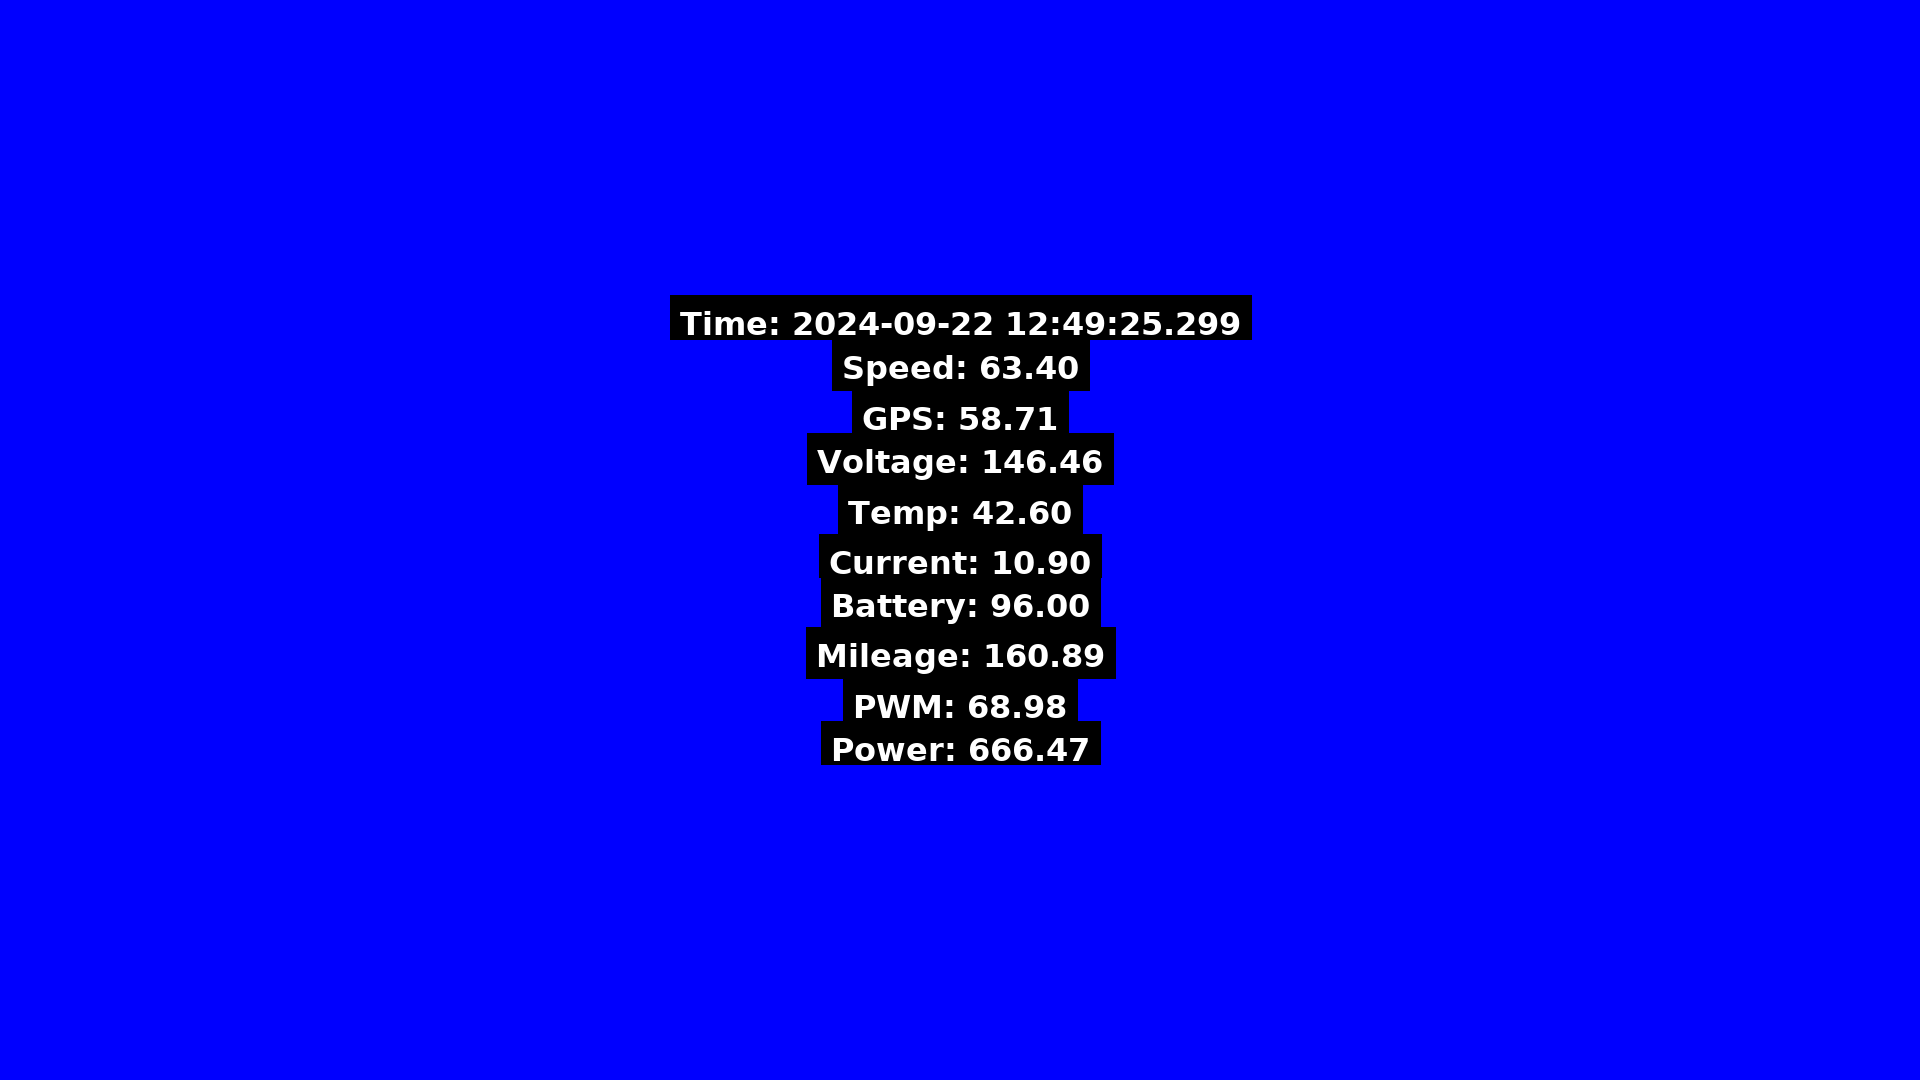 Time: 2024-09-22 12:49:25.299
Speed: 63.40
GPS: 58.71
Voltage: 146.46
Temp: 42.60
Current: 10.90
Battery: 96.00
Mileage: 160.89
PWM: 68.98
Power: 666.47